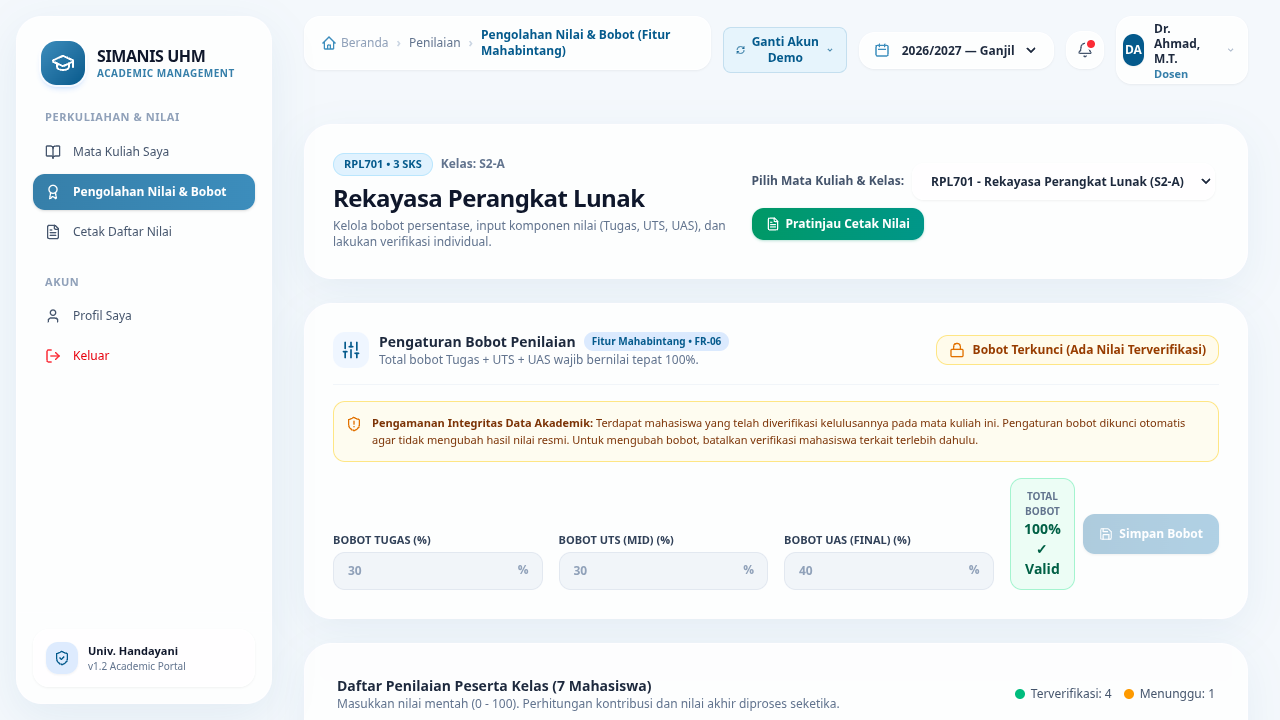 SIMANIS UHM
ACADEMIC MANAGEMENT
PERKULIAHAN & NILAI
Mata Kuliah Saya
Pengolahan Nilai & Bobot
Cetak Daftar Nilai
AKUN
Profil Saya
Keluar
Univ. Handayani
v1.2 Academic Portal
Beranda › Penilaian › Pengolahan Nilai & Bobot (Fitur
Mahabintang)
Ganti Akun
Demo
2026/2027 — Ganjil
DA
Dr.
Ahmad,
M.T.
Dosen
RPL701 • 3 SKS Kelas: S2-A
Rekayasa Perangkat Lunak
Kelola bobot persentase, input komponen nilai (Tugas, UTS, UAS), dan
lakukan verifikasi individual.
Pilih Mata Kuliah & Kelas: RPL701 - Rekayasa Perangkat Lunak (S2-A)
Pratinjau Cetak Nilai
Pengaturan Bobot Penilaian Fitur Mahabintang • FR-06
Total bobot Tugas + UTS + UAS wajib bernilai tepat 100%.
Bobot Terkunci (Ada Nilai Terverifikasi)
Pengamanan Integritas Data Akademik: Terdapat mahasiswa yang telah diverifikasi kelulusannya pada mata kuliah ini. Pengaturan bobot dikunci otomatis
agar tidak mengubah hasil nilai resmi. Untuk mengubah bobot, batalkan verifikasi mahasiswa terkait terlebih dahulu.
BOBOT TUGAS (%)
30 %
BOBOT UTS (MID) (%)
30 %
BOBOT UAS (FINAL) (%)
40 %
TOTAL
BOBOT
100%
✓
Valid
Simpan Bobot
Daftar Penilaian Peserta Kelas (7 Mahasiswa)
Masukkan nilai mentah (0 - 100). Perhitungan kontribusi dan nilai akhir diproses seketika.
Terverifikasi: 4 Menunggu: 1